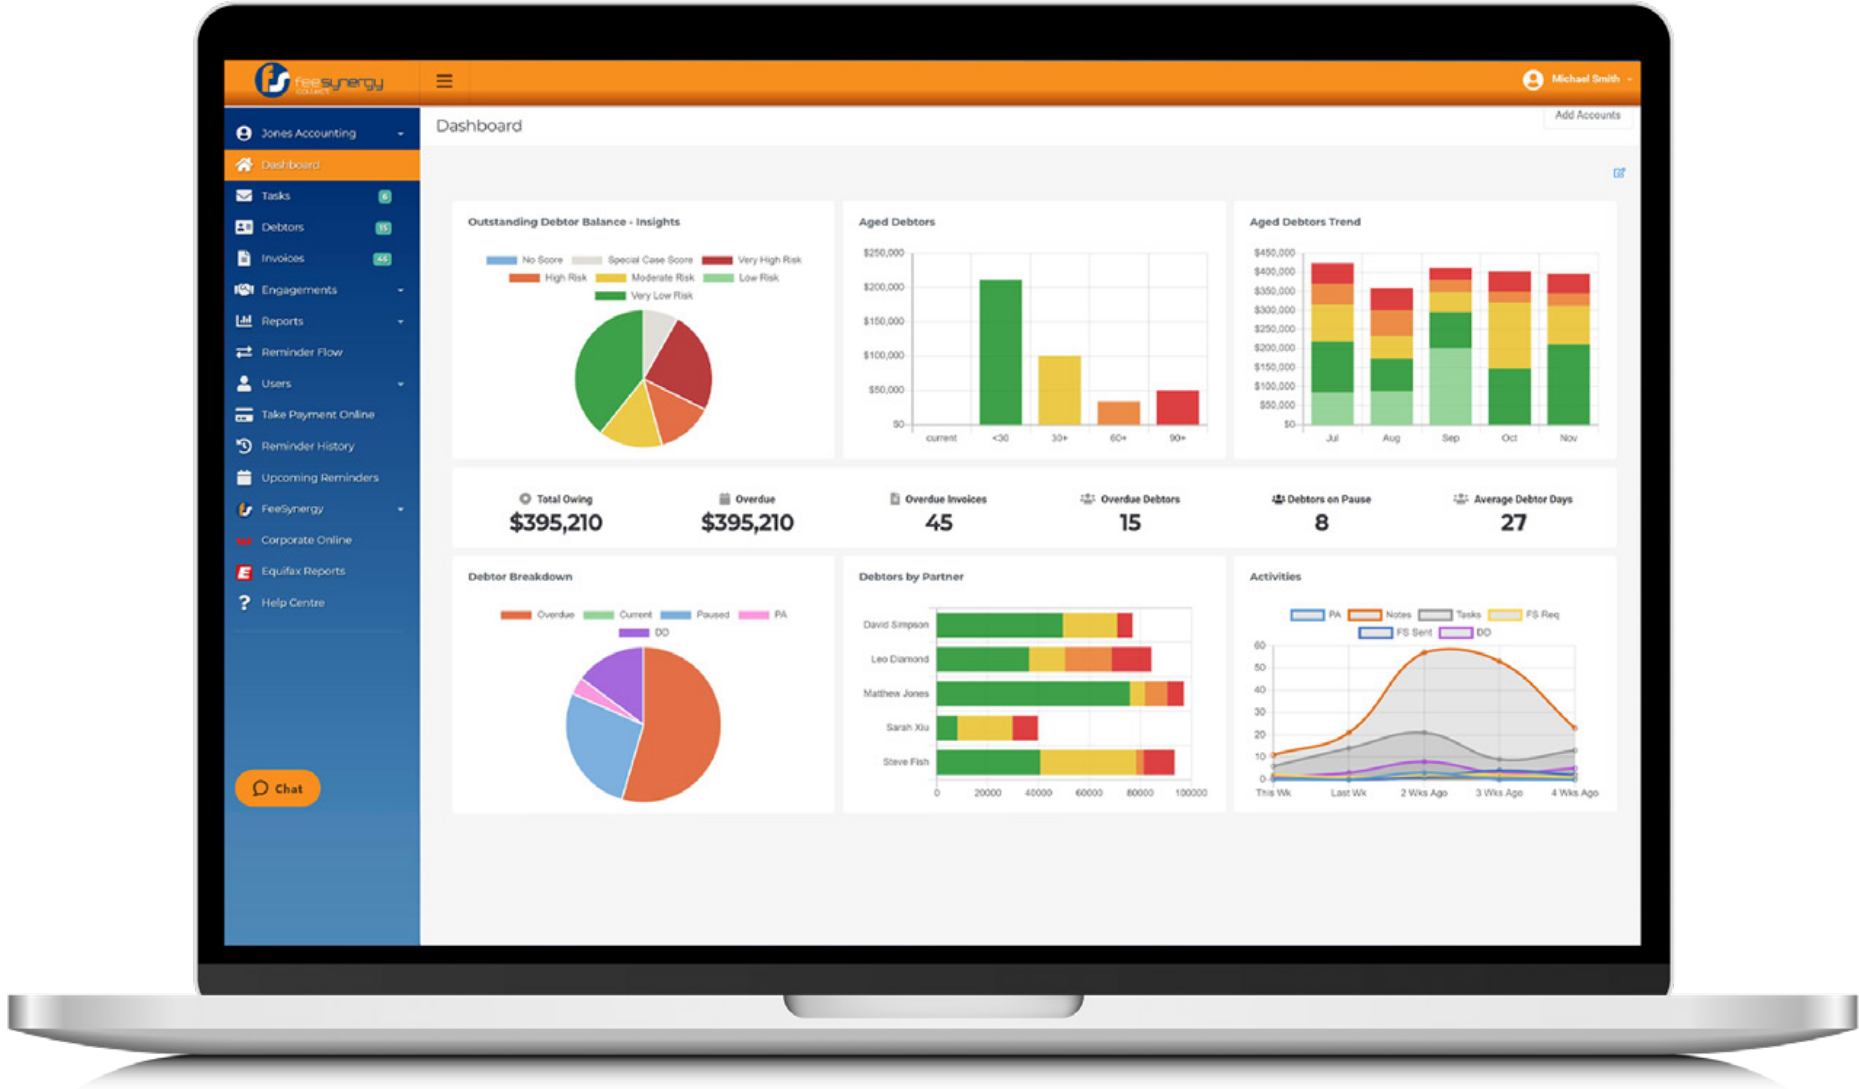 feesynergy
COLLECT
Michael Smith
Jones Accounting
Dashboard
Add Accounts
Dashboard
Tasks 6
Debtors 15
Invoices 45
Engagements
Reports
Reminder Flow
Users
Take Payment Online
Reminder History
Upcoming Reminders
FeeSynergy
Corporate Online
Equifax Reports
Help Centre
Chat
Outstanding Debtor Balance - Insights
No Score Special Case Score Very High Risk
High Risk Moderate Risk Low Risk
Very Low Risk
Aged Debtors
$250,000
$200,000
$150,000
$100,000
$50,000
$0
current <30 30+ 60+ 90+
Aged Debtors Trend
$450,000
$400,000
$350,000
$300,000
$250,000
$200,000
$150,000
$100,000
$50,000
$0
Jul Aug Sep Oct Nov
Total Owing
$395,210
Overdue
$395,210
Overdue Invoices
45
Overdue Debtors
15
Debtors on Pause
8
Average Debtor Days
27
Debtor Breakdown
Overdue Current Paused PA
DD
Debtors by Partner
David Simpson
Leo Diamond
Matthew Jones
Sarah Xiu
Steve Fish
0 20000 40000 60000 80000 100000
Activities
PA Notes Tasks FS Req
FS Sent DD
60
50
40
30
20
10
0
This Wk Last Wk 2 Wks Ago 3 Wks Ago 4 Wks Ago